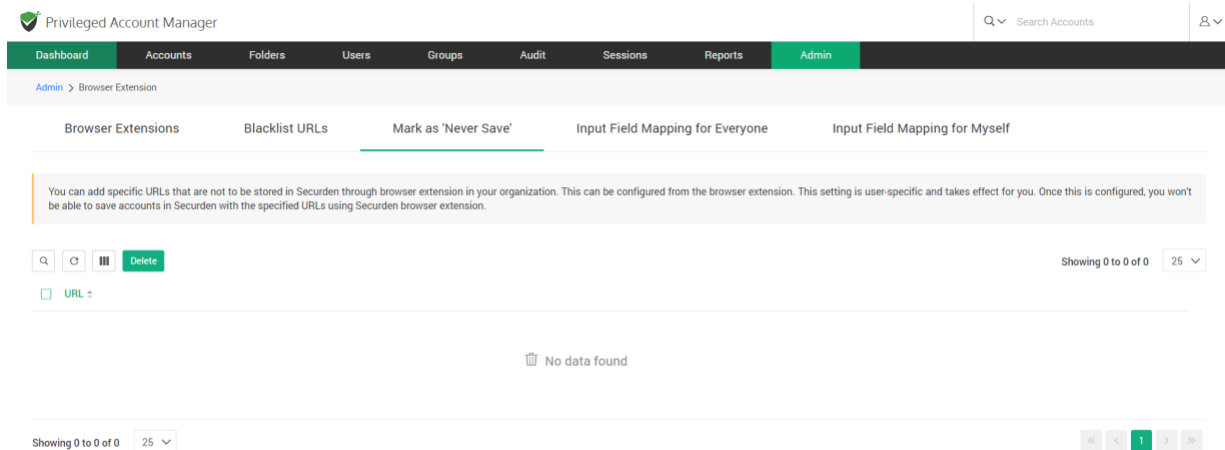 Privileged Account Manager
Search Accounts
Dashboard Accounts Folders Users Groups Audit Sessions Reports Admin
Admin > Browser Extension
Browser Extensions Blacklist URLs Mark as 'Never Save' Input Field Mapping for Everyone Input Field Mapping for Myself
You can add specific URLs that are not to be stored in Securden through browser extension in your organization. This can be configured from the browser extension. This setting is user-specific and takes effect for you. Once this is configured, you won't
be able to save accounts in Securden with the specified URLs using Securden browser extension.
Delete Showing 0 to 0 of 0 25
URL
No data found
Showing 0 to 0 of 0 25 « < 1 > »